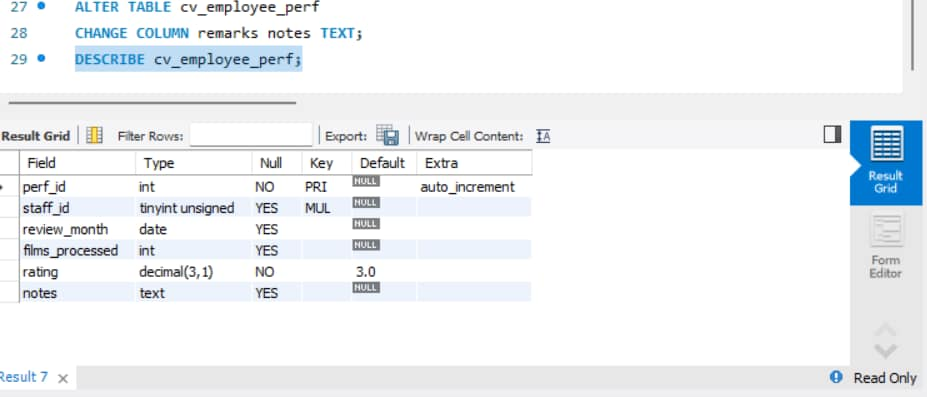 27 ALTER TABLE cv_employee_perf
28 CHANGE COLUMN remarks notes TEXT;
29 DESCRIBE cv_employee_perf;
Result Grid Filter Rows: Export: Wrap Cell Content:
Field Type Null Key Default Extra
perf_id int NO PRI NULL auto_increment
staff_id tinyint unsigned YES MUL NULL
review_month date YES NULL
films_processed int YES NULL
rating decimal(3,1) NO 3.0
notes text YES NULL
Result
Grid
Form
Editor
Result 7 Read Only